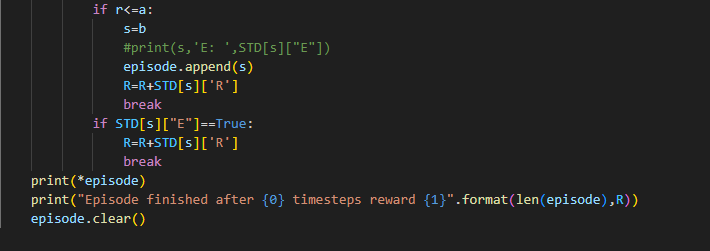 if r<=a:
s=b
#print(s,'E: ',STD[s]["E"])
episode.append(s)
R=R+STD[s]['R']
break
if STD[s]["E"]==True:
R=R+STD[s]['R']
break
print(*episode)
print("Episode finished after {0} timesteps reward {1}".format(len(episode),R))
episode.clear()